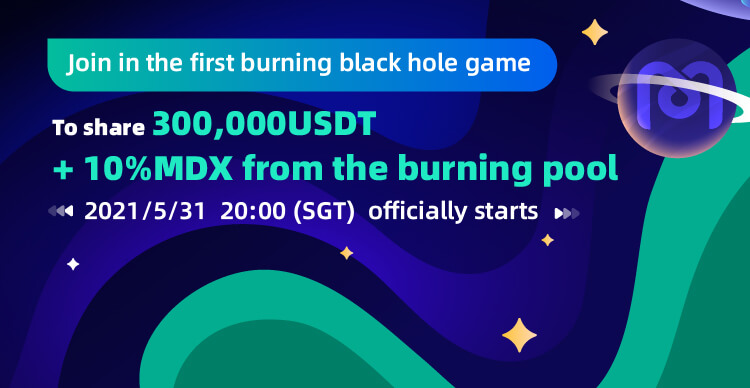 Join in the first burning black hole game
To share 300,000USDT
+ 10%MDX from the burning pool
2021/5/31 20:00 (SGT) officially starts